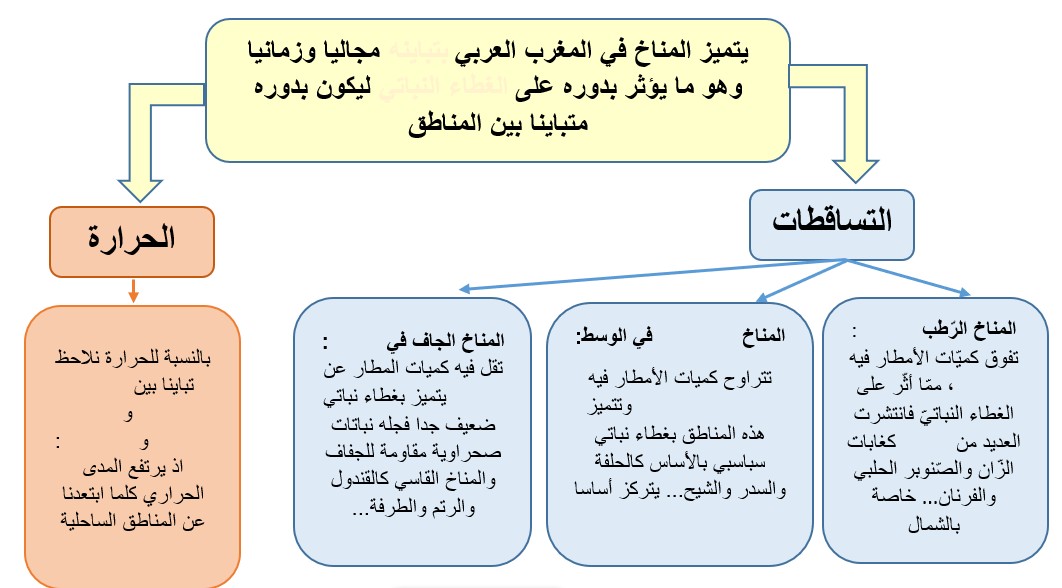 يتميز المناخ في المغرب العربي بتباينه مجاليا وزمانيا
وهو ما يؤثر بدوره على الغطاء النباتي ليكون بدوره
متباينا بين المناطق
التساقطات
الحرارة
المناخ الرّطب :
تفوق كميّات الأمطار فيه
، ممّا أثّر على
الغطاء النباتيّ فانتشرت
العديد من كغابات
الزّان والصّنوبر الحلبي
والفرنان... خاصة
بالشمال
المناخ في الوسط:
تتراوح كميات الأمطار فيه
وتتميز
هذه المناطق بغطاء نباتي
سباسبي بالأساس كالحلفة
والسدر والشيح... يتركز أساسا
المناخ الجاف في :
تقل فيه كميات المطار عن
يتميز بغطاء نباتي
ضعيف جدا فجله نباتات
صحراوية مقاومة للجفاف
والمناخ القاسي كالقندول
والرتم والطرفة...
بالنسبة للحرارة نلاحظ
تباينا بين
و
و :
اذ يرتفع المدى
الحراري كلما ابتعدنا
عن المناطق الساحلية